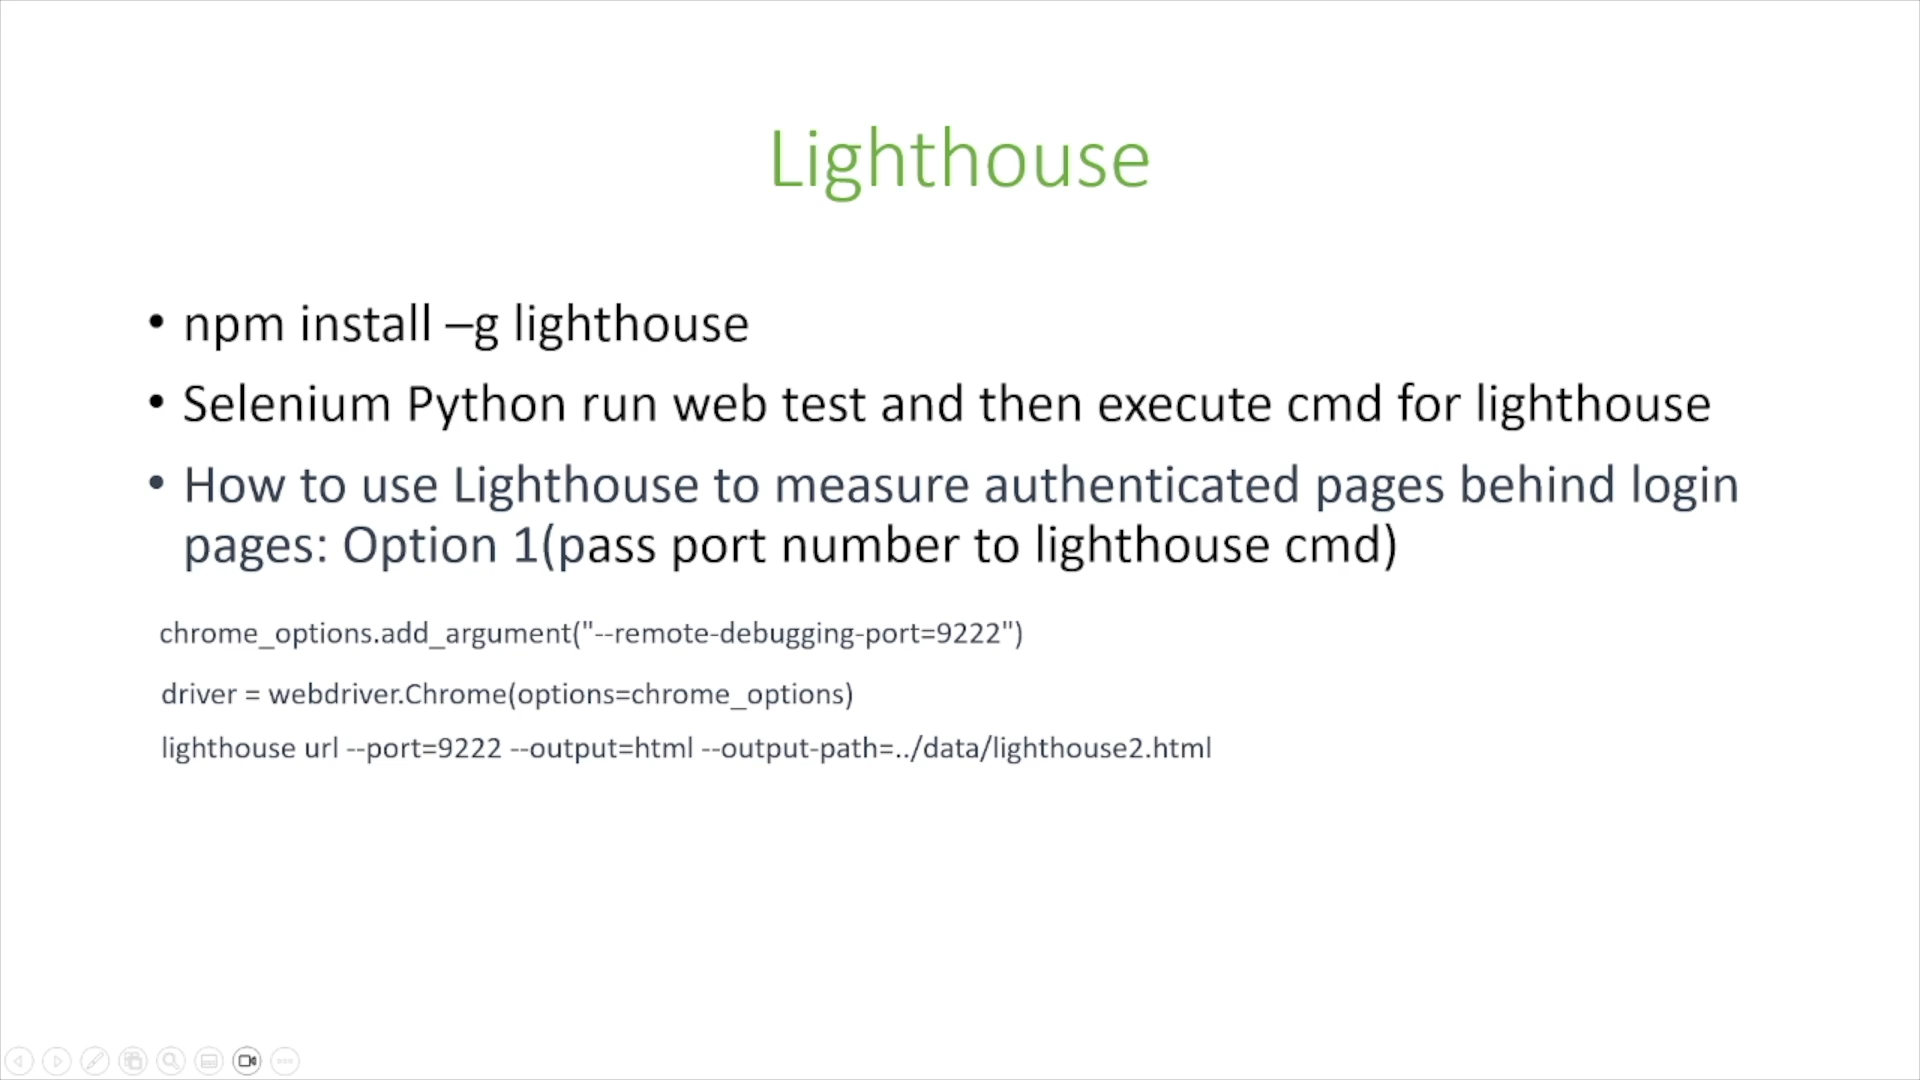 Lighthouse
• npm install –g lighthouse
• Selenium Python run web test and then execute cmd for lighthouse
• How to use Lighthouse to measure authenticated pages behind login
pages: Option 1(pass port number to lighthouse cmd)
chrome_options.add_argument("--remote-debugging-port=9222")
driver = webdriver.Chrome(options=chrome_options)
lighthouse url --port=9222 --output=html --output-path=../data/lighthouse2.html